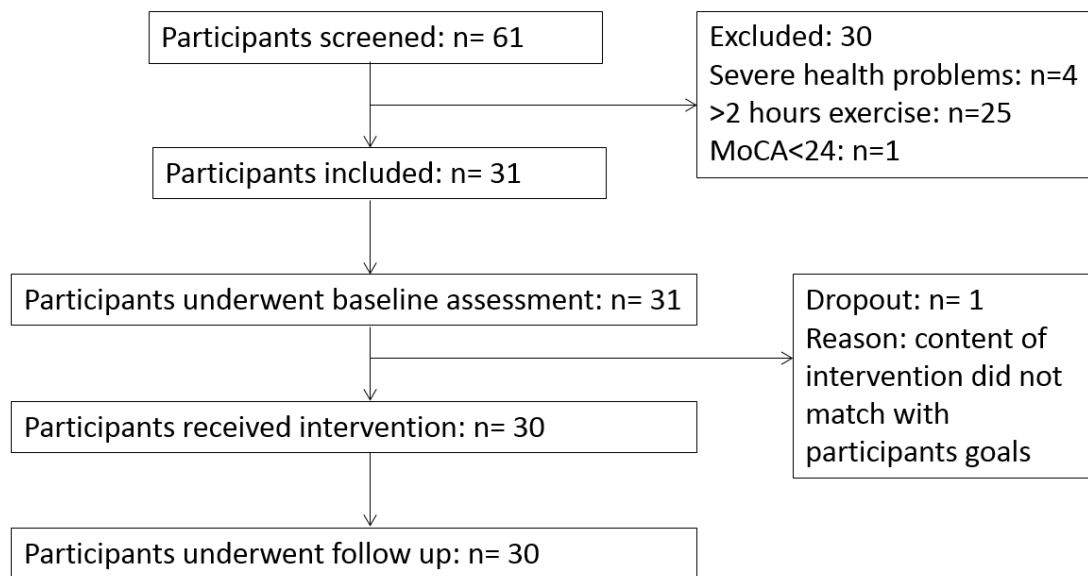 Participants screened: n= 61
Excluded: 30
Severe health problems: n=4
>2 hours exercise: n=25
MoCA<24: n=1
Participants included: n= 31
Participants underwent baseline assessment: n= 31
Dropout: n= 1
Reason: content of
intervention did not
match with
participants goals
Participants received intervention: n= 30
Participants underwent follow up: n= 30